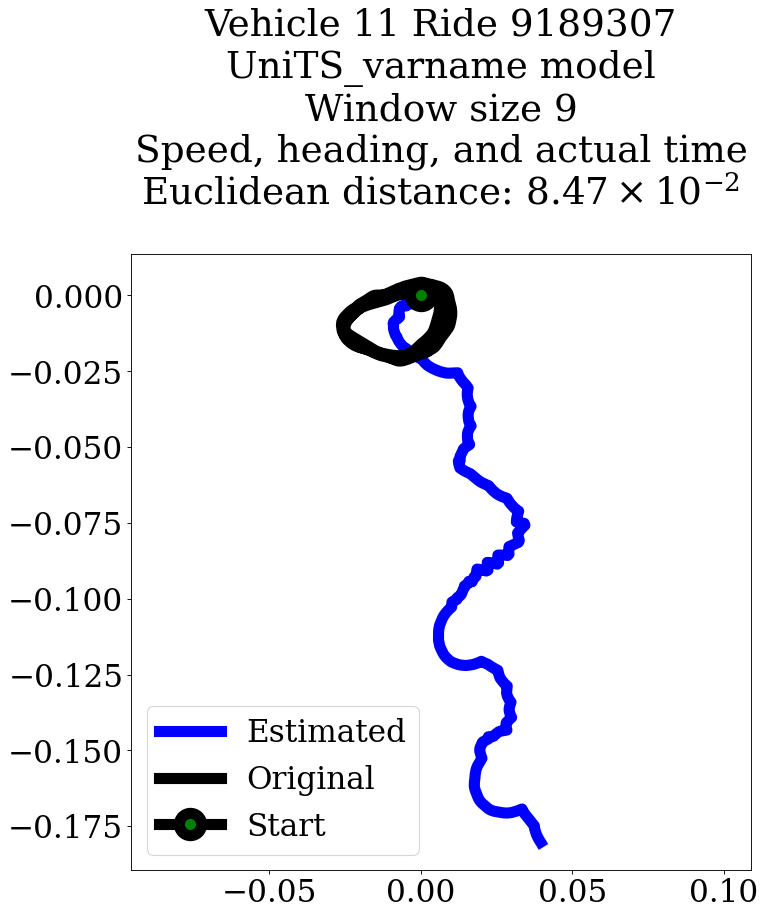 Vehicle 11 Ride 9189307
UniTS_varname model
Window size 9
Speed, heading, and actual time
Euclidean distance: 8.47 × 10⁻²
0.000
−0.025
−0.050
−0.075
−0.100
−0.125
−0.150
−0.175
Estimated
Original
Start
−0.05
0.00
0.05
0.10